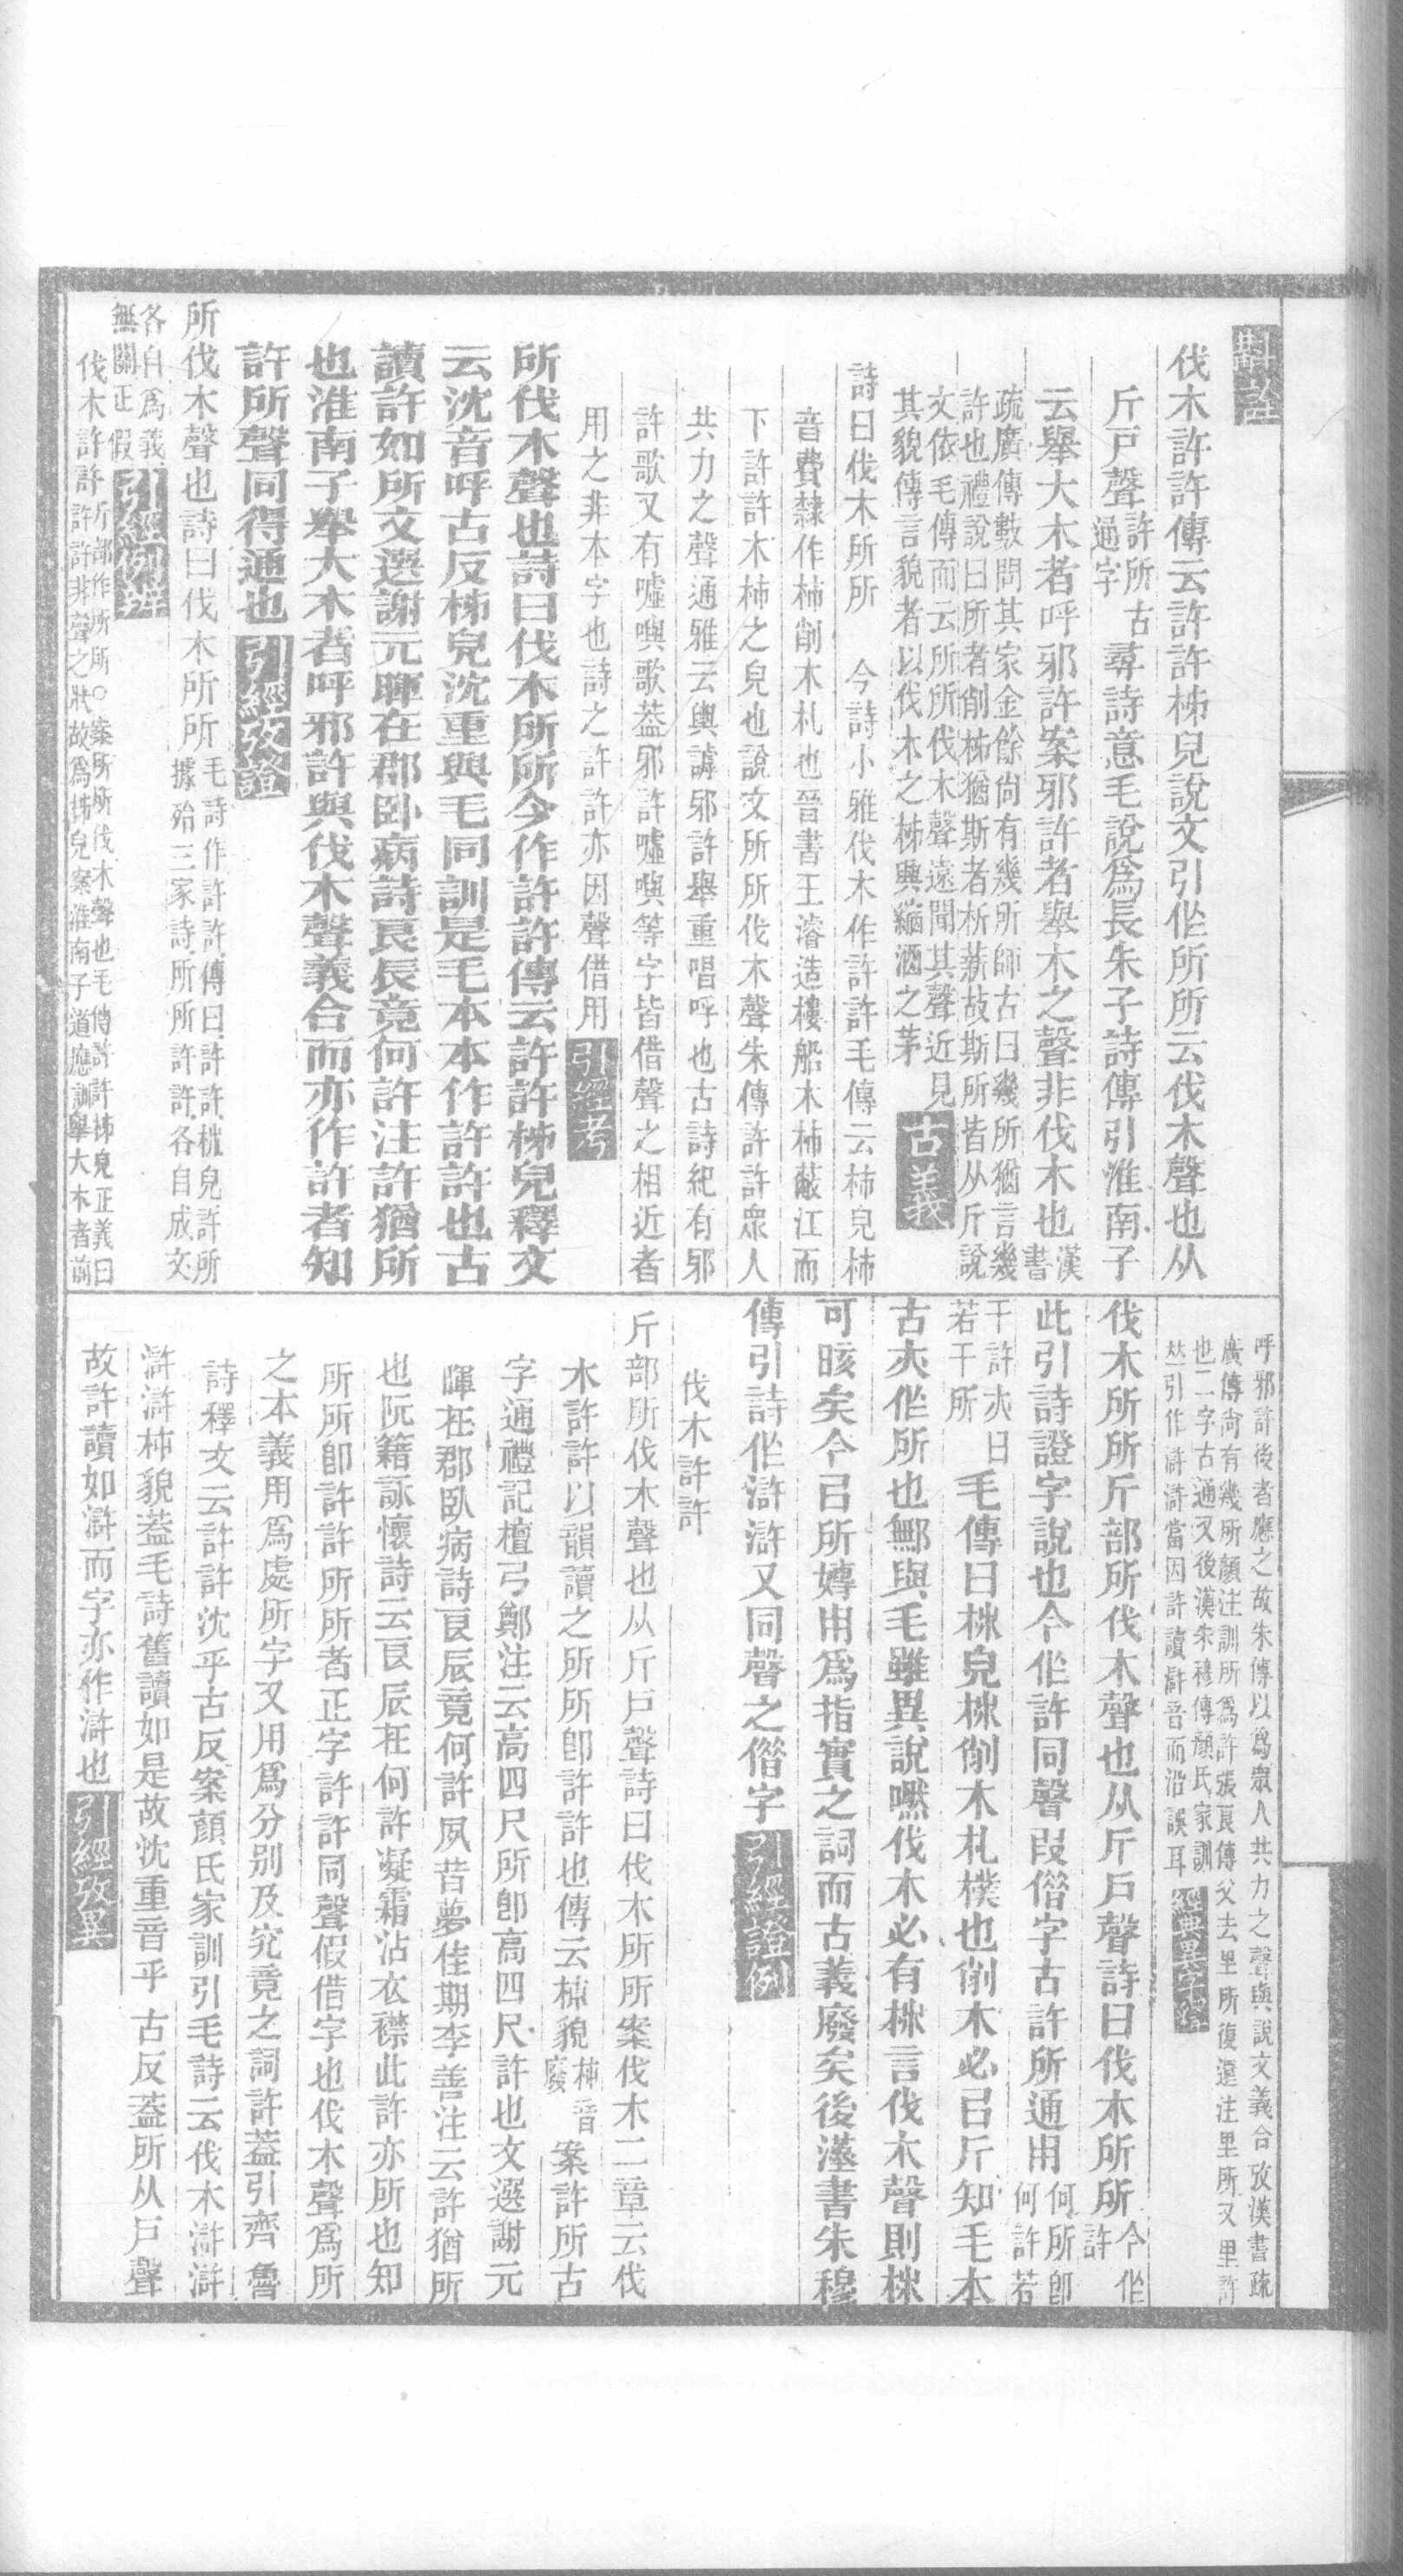 伐木許許傳云許許柹皃說文引作所所云伐木聲也从
斤戶聲許所古通字尋詩意毛說爲長朱子詩傳引淮南子
云舉大木者呼邪許案邪許者舉木之聲非伐木也漢書
疏廣傳數問其家金餘尚有幾所師古曰幾所猶言幾
許也禮說曰所者削柹猶斯者析薪故斯所皆从斤說
文依毛傳而云所所伐木聲遠聞其聲近見
其貌傳言貌者以伐木之柹與縮酒之茅
古義
詩曰伐木所所 今詩小雅伐木作許許毛傳云柹皃柹
音費隸作柿削木札也晉書王濬造樓船木柿蔽江而
下許許木柿之皃也說文所所伐木聲朱傳許許衆人
共力之聲通雅云輿謣邪許舉重唱呼也古詩紀有邪
許歌又有噓嗔歌葢邪許噓嗔等字皆借聲之相近者
用之非本字也詩之許許亦因聲借用
引經考
所伐木聲也詩曰伐木所所今作許許傳云許許柹皃釋文
云沈音呼古反柹皃沈重與毛同訓是毛本本作許許也古
讀許如所文選謝元暉在郡臥病詩良辰竟何許注許猶所
也淮南子舉大木者呼邪許與伐木聲義合而亦作許者知
許所聲同得通也
引經攷證
所伐木聲也詩曰伐木所所毛詩作許許傳曰許許柹皃許所
據殆三家詩所所許許各自成文
各自爲義
無關正假
引經例辨
伐木許許斤部作所所○案所所伐木聲也毛傳許許柹皃正義曰
許許非聲之狀故爲柹皃案淮南子道應訓舉大木者前
呼邪許後者應之故朱傳以爲衆人共力之聲與說文義合攷漢書疏
廣傳尚有幾所顏注訓所爲許張良傳父去里所復還注里所又里許
也二字古通又後漢朱穆傳顏氏家訓
竝引作滸滸當因許讀滸音而沿誤耳
經典異字釋
伐木所所斤部所伐木聲也从斤戶聲詩曰伐木所所今作許
此引詩證字說也今作許同聲叚借字古許所通用何所卽何許若
干許亦曰若干所毛傳曰柹皃柹削木札樸也削木必㠯斤知毛本
古亦作所也鄦與毛雖異說嘫伐木必有柹言伐木聲則柹
可晐矣今㠯所專用爲指實之詞而古義廢矣後漢書朱穆
傳引詩作滸滸又同聲之借字
引經證例
伐木許許
斤部所伐木聲也从斤戶聲詩曰伐木所所案伐木二章云伐
木許許以韻讀之所所卽許許也傳云柹貌柹音廢案許所古
字通禮記檀弓鄭注云高四尺所卽高四尺許也文選謝元
暉在郡臥病詩良辰竟何許夙昔夢佳期李善注云許猶所
也阮籍詠懷詩云良辰在何許凝霜沾衣襟此許亦所也知
所所卽許許所所者正字許許同聲假借字也伐木聲爲所
之本義用爲處所字又用爲分別及究竟之詞許葢引齊魯
詩釋文云許許沈乎古反案顏氏家訓引毛詩云伐木滸滸
滸滸柹貌葢毛詩舊讀如是故沈重音乎古反葢所从戶聲
故許讀如滸而字亦作滸也
引經攷異